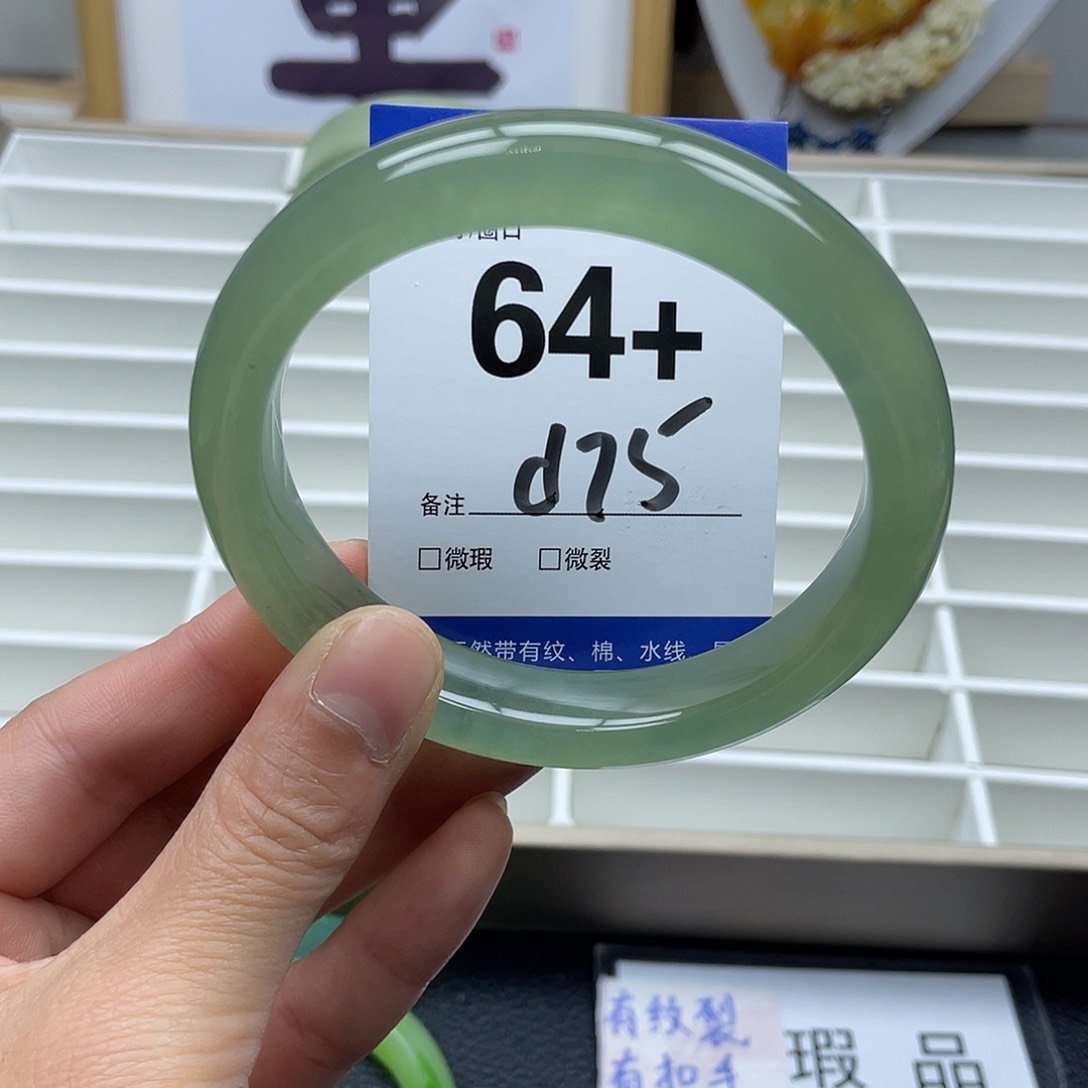 64+
d75
备注
□微瑕 □微裂
然带有纹、棉、水线
有纹裂
有扣手
瑕 品